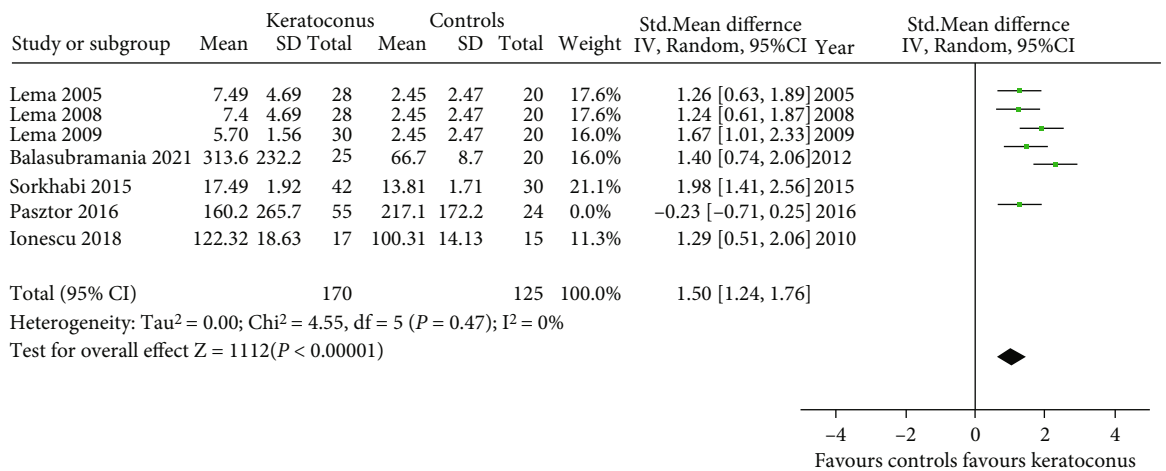 Keratoconus Controls Std.Mean differnce Std.Mean differnce
Study or subgroup Mean SD Total Mean SD Total Weight IV, Random, 95%CI Year IV, Random, 95%CI
Lema 2005 7.49 4.69 28 2.45 2.47 20 17.6% 1.26 [0.63, 1.89] 2005
Lema 2008 7.4 4.69 28 2.45 2.47 20 17.6% 1.24 [0.61, 1.87] 2008
Lema 2009 5.70 1.56 30 2.45 2.47 20 16.0% 1.67 [1.01, 2.33] 2009
Balasubramania 2021 313.6 232.2 25 66.7 8.7 20 16.0% 1.40 [0.74, 2.06] 2012
Sorkhabi 2015 17.49 1.92 42 13.81 1.71 30 21.1% 1.98 [1.41, 2.56] 2015
Pasztor 2016 160.2 265.7 55 217.1 172.2 24 0.0% −0.23 [−0.71, 0.25] 2016
Ionescu 2018 122.32 18.63 17 100.31 14.13 15 11.3% 1.29 [0.51, 2.06] 2010
Total (95% CI) 170 125 100.0% 1.50 [1.24, 1.76]
Heterogeneity: Tau² = 0.00; Chi² = 4.55, df = 5 (P = 0.47); I² = 0%
Test for overall effect Z = 1112(P < 0.00001)
−4 −2 0 2 4
Favours controls favours keratoconus